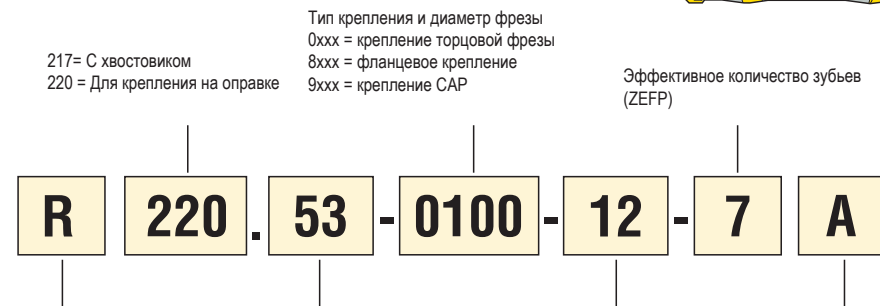 Тип крепления и диаметр фрезы
0xxx = крепление торцовой фрезы
8xxx = фланцевое крепление
9xxx = крепление CAP
217= С хвостовиком
220 = Для крепления на оправке
Эффективное количество зубьев
(ZEFP)
R 220 . 53 - 0100 - 12 - 7 A